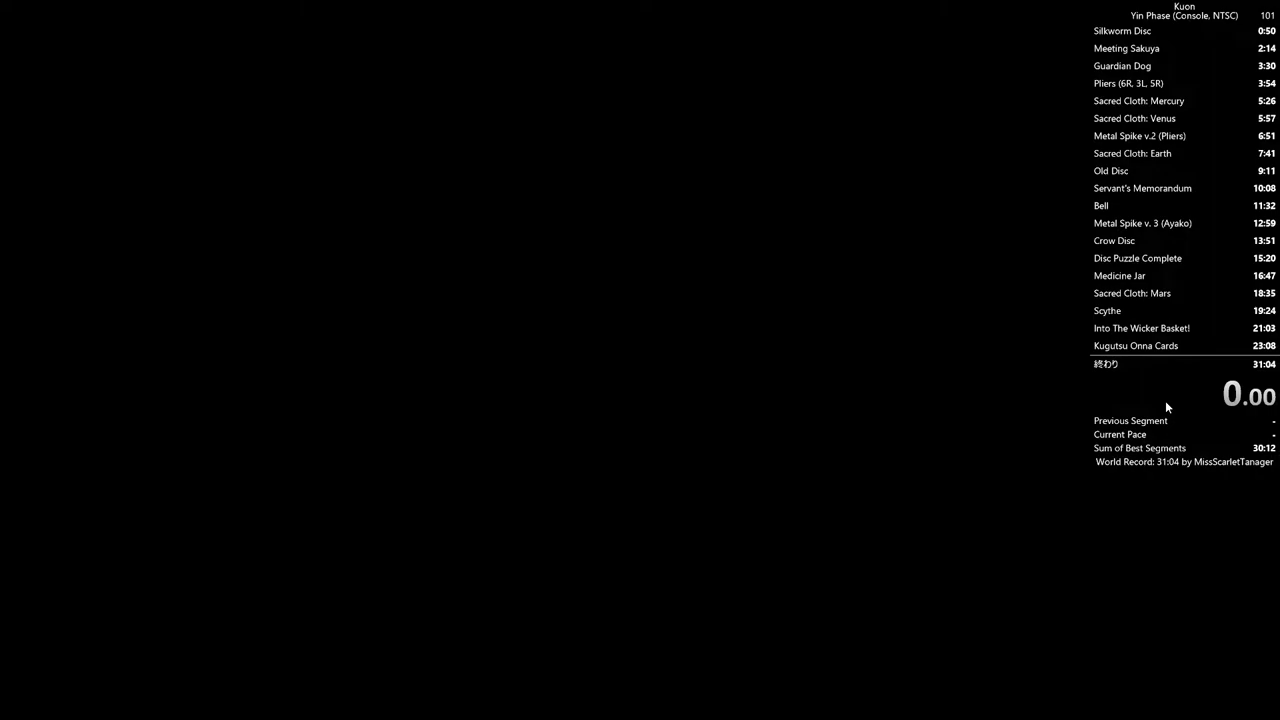 Kuon
Yin Phase (Console, NTSC) 101
Silkworm Disc 0:50
Meeting Sakuya 2:14
Guardian Dog 3:30
Pliers (6R, 3L, 5R) 3:54
Sacred Cloth: Mercury 5:26
Sacred Cloth: Venus 5:57
Metal Spike v.2 (Pliers) 6:51
Sacred Cloth: Earth 7:41
Old Disc 9:11
Servant's Memorandum 10:08
Bell 11:32
Metal Spike v. 3 (Ayako) 12:59
Crow Disc 13:51
Disc Puzzle Complete 15:20
Medicine Jar 16:47
Sacred Cloth: Mars 18:35
Scythe 19:24
Into The Wicker Basket! 21:03
Kugutsu Onna Cards 23:08
終わり 31:04
0.00
Previous Segment -
Current Pace -
Sum of Best Segments 30:12
World Record: 31:04 by MissScarletTanager